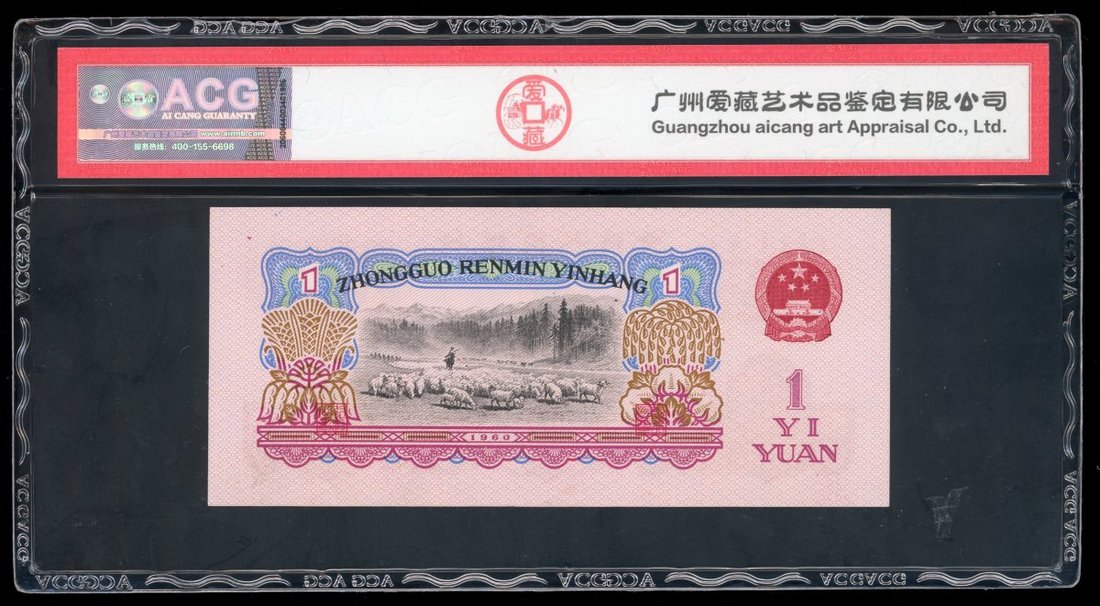 ACG
AI CANG GUARANTY
www.airmb.com
服务热线: 400-155-6698
爱藏
广州爱藏艺术品鉴定有限公司
Guangzhou aicang art Appraisal Co., Ltd.
ZHONGGUO RENMIN YINHANG
1
1
1960
1
YI
YUAN